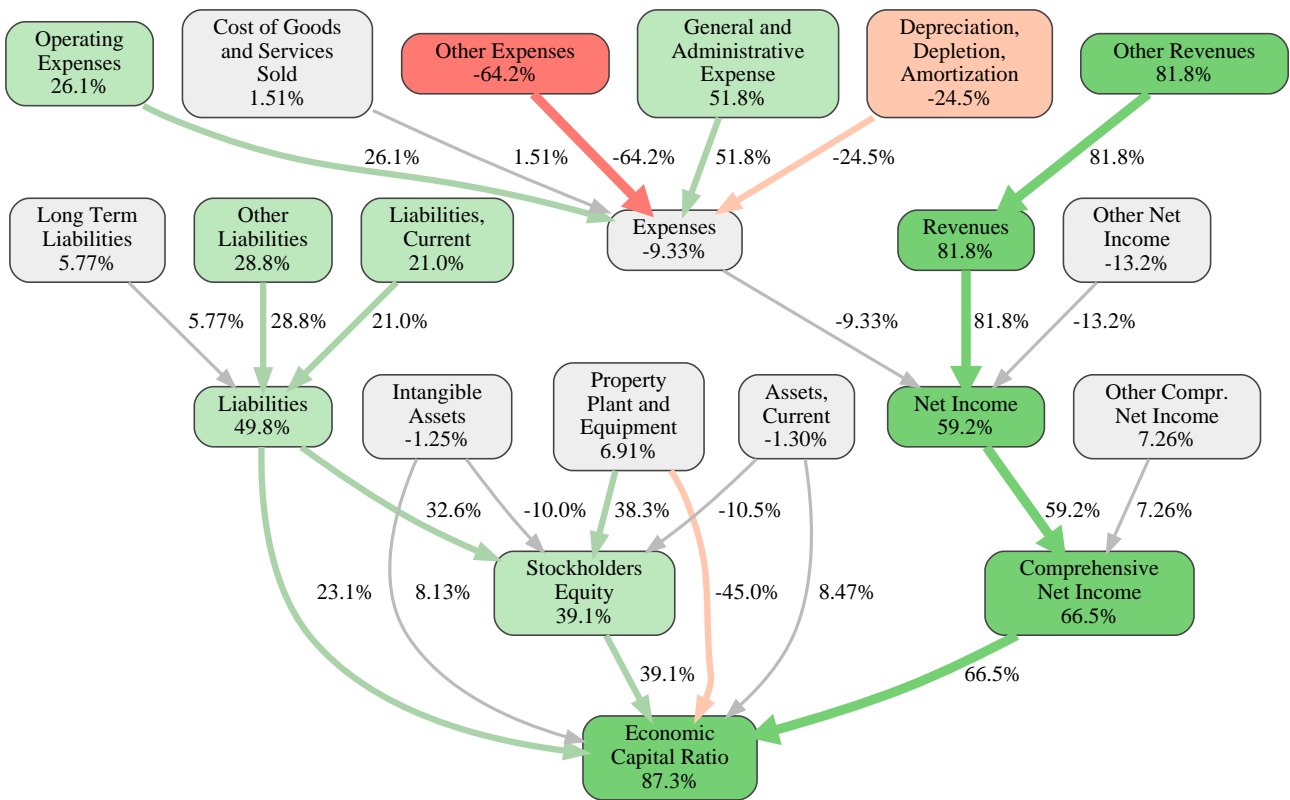 Operating
Expenses
26.1%
Cost of Goods
and Services
Sold
1.51%
Other Expenses
-64.2%
General and
Administrative
Expense
51.8%
Depreciation,
Depletion,
Amortization
-24.5%
Other Revenues
81.8%
26.1%
1.51%
-64.2%
51.8%
-24.5%
81.8%
Long Term
Liabilities
5.77%
Other
Liabilities
28.8%
Liabilities,
Current
21.0%
Expenses
-9.33%
Revenues
81.8%
Other Net
Income
-13.2%
5.77%
28.8%
21.0%
-9.33%
81.8%
-13.2%
Liabilities
49.8%
Intangible
Assets
-1.25%
Property
Plant and
Equipment
6.91%
Assets,
Current
-1.30%
Net Income
59.2%
Other Compr.
Net Income
7.26%
32.6%
-10.0%
38.3%
-10.5%
59.2%
7.26%
23.1%
8.13%
Stockholders
Equity
39.1%
-45.0%
8.47%
Comprehensive
Net Income
66.5%
39.1%
66.5%
Economic
Capital Ratio
87.3%